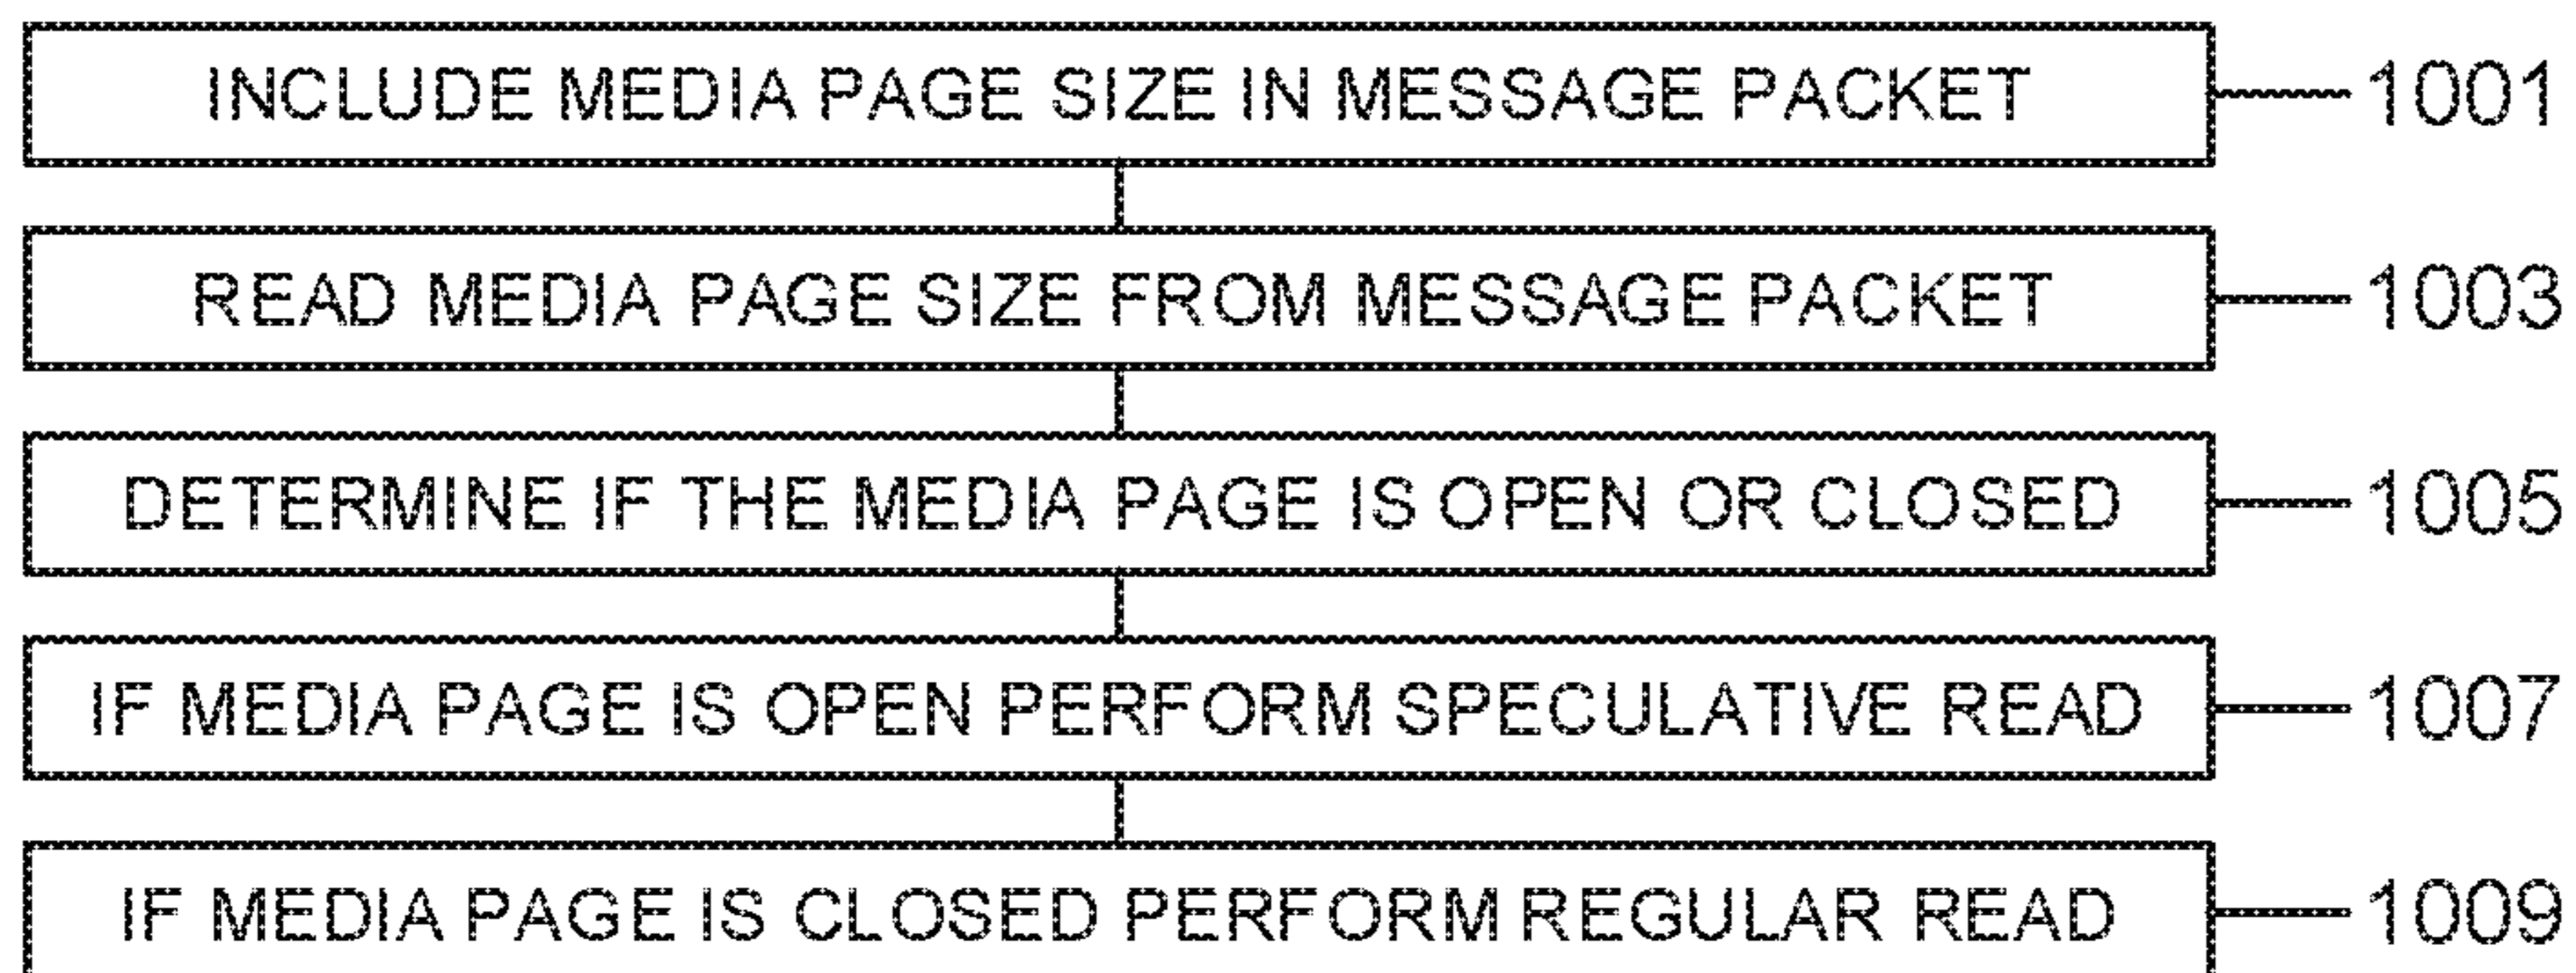 INCLUDE MEDIA PAGE SIZE IN MESSAGE PACKET 1001
READ MEDIA PAGE SIZE FROM MESSAGE PACKET 1003
DETERMINE IF THE MEDIA PAGE IS OPEN OR CLOSED 1005
IF MEDIA PAGE IS OPEN PERFORM SPECULATIVE READ 1007
IF MEDIA PAGE IS CLOSED PERFORM REGULAR READ 1009